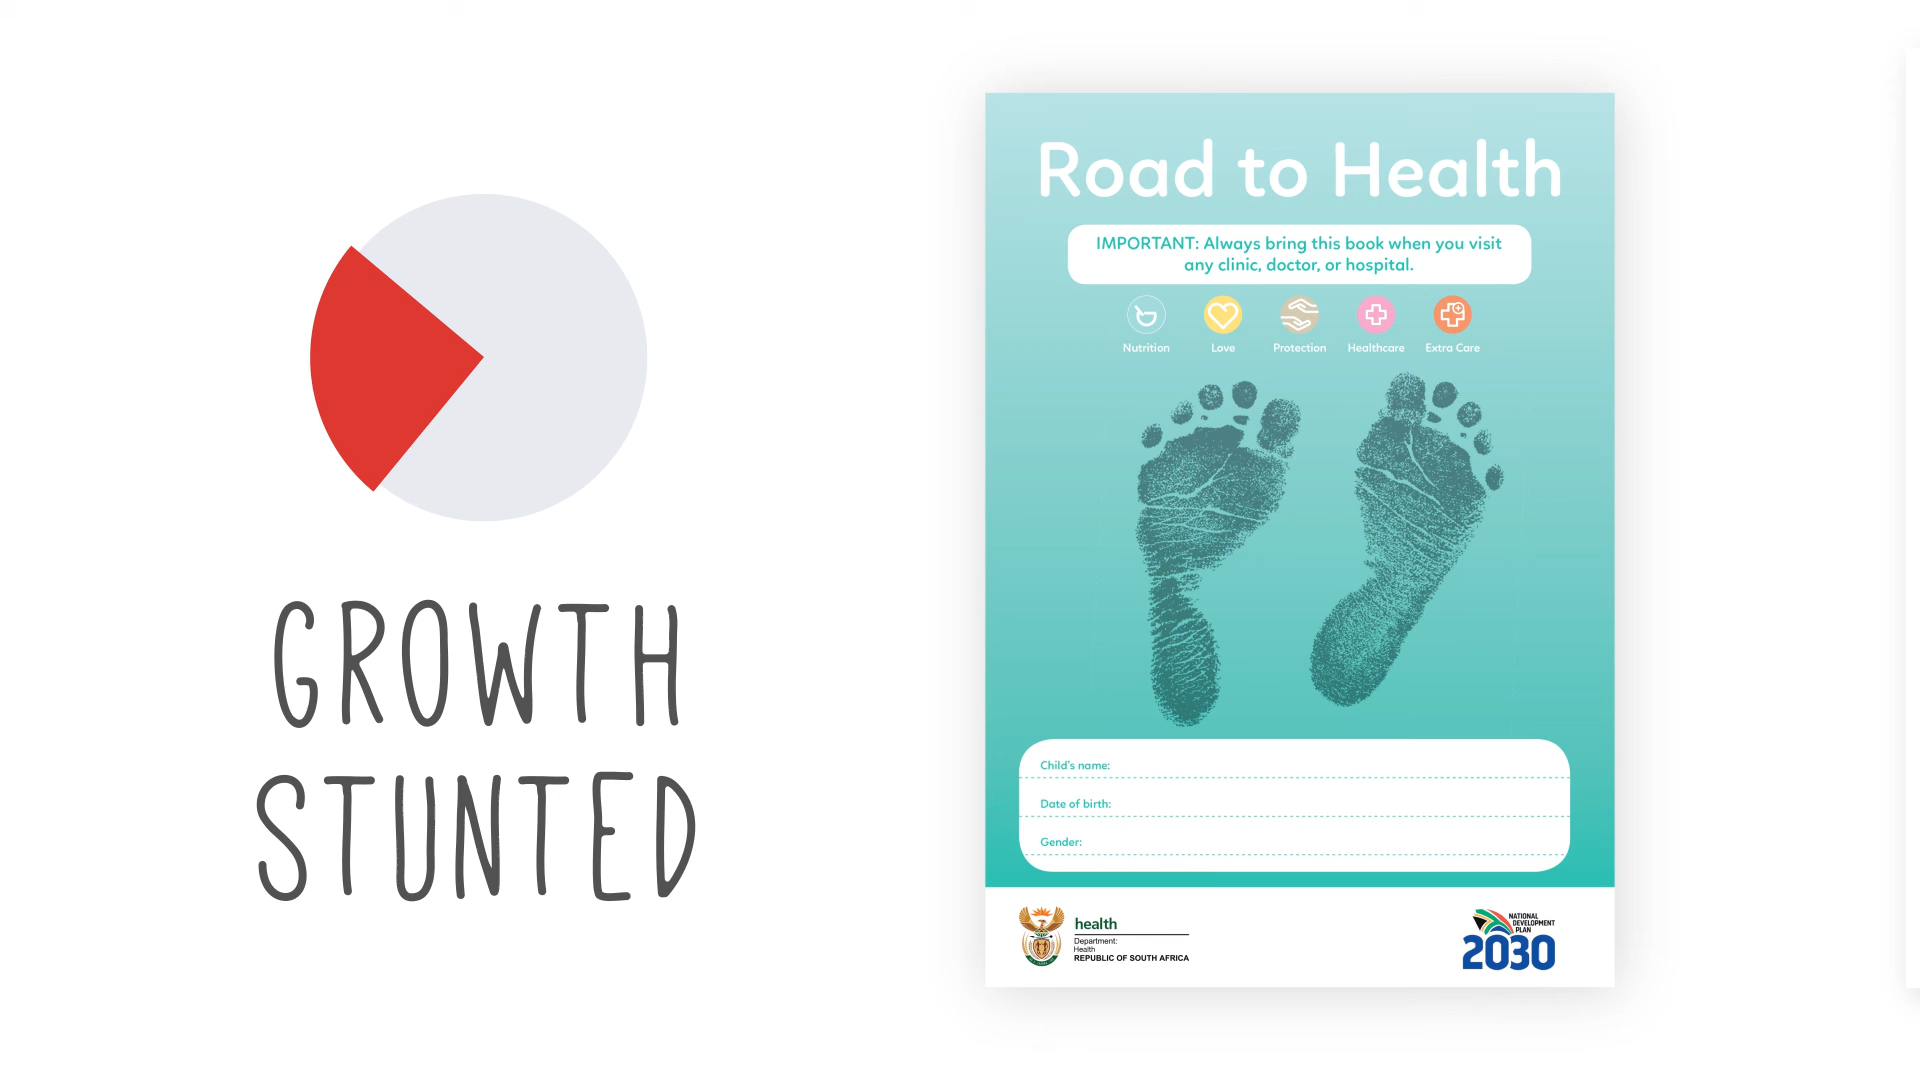 GROWTH
STUNTED
Road to Health
IMPORTANT: Always bring this book when you visit
any clinic, doctor, or hospital.
Nutrition Love Protection Healthcare Extra Care
Child's name:
Date of birth:
Gender:
health
Department:
Health
REPUBLIC OF SOUTH AFRICA
NATIONAL
DEVELOPMENT
PLAN
2030